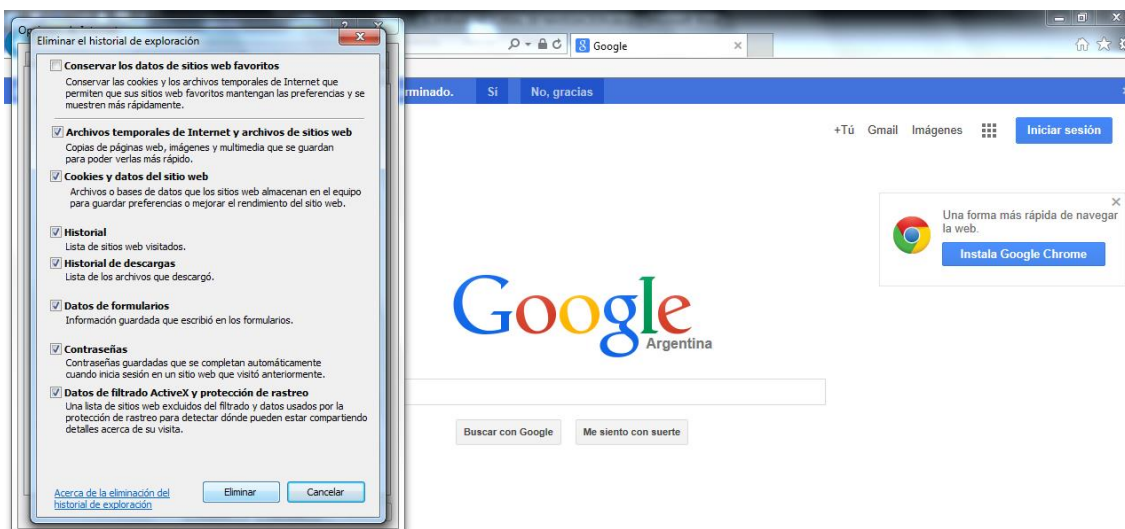 Eliminar el historial de exploración
Conservar los datos de sitios web favoritos
Conservar las cookies y los archivos temporales de Internet que
permiten que sus sitios web favoritos mantengan las preferencias y se
muestren más rápidamente.
Archivos temporales de Internet y archivos de sitios web
Copias de páginas web, imágenes y multimedia que se guardan
para poder verlas más rápido.
Cookies y datos del sitio web
Archivos o bases de datos que los sitios web almacenan en el equipo
para guardar preferencias o mejorar el rendimiento del sitio web.
Historial
Lista de sitios web visitados.
Historial de descargas
Lista de los archivos que descargó.
Datos de formularios
Información guardada que escribió en los formularios.
Contraseñas
Contraseñas guardadas que se completan automáticamente
cuando inicia sesión en un sitio web que visitó anteriormente.
Datos de filtrado ActiveX y protección de rastreo
Una lista de sitios web excluidos del filtrado y datos usados por la
protección de rastreo para detectar dónde pueden estar compartiendo
detalles acerca de su visita.
Acerca de la eliminación del
historial de exploración
Eliminar
Cancelar
8 Google
rminado. Sí No, gracias
+Tú Gmail Imágenes Iniciar sesión
Una forma más rápida de navegar
la web.
Instala Google Chrome
Google
Argentina
Buscar con Google Me siento con suerte